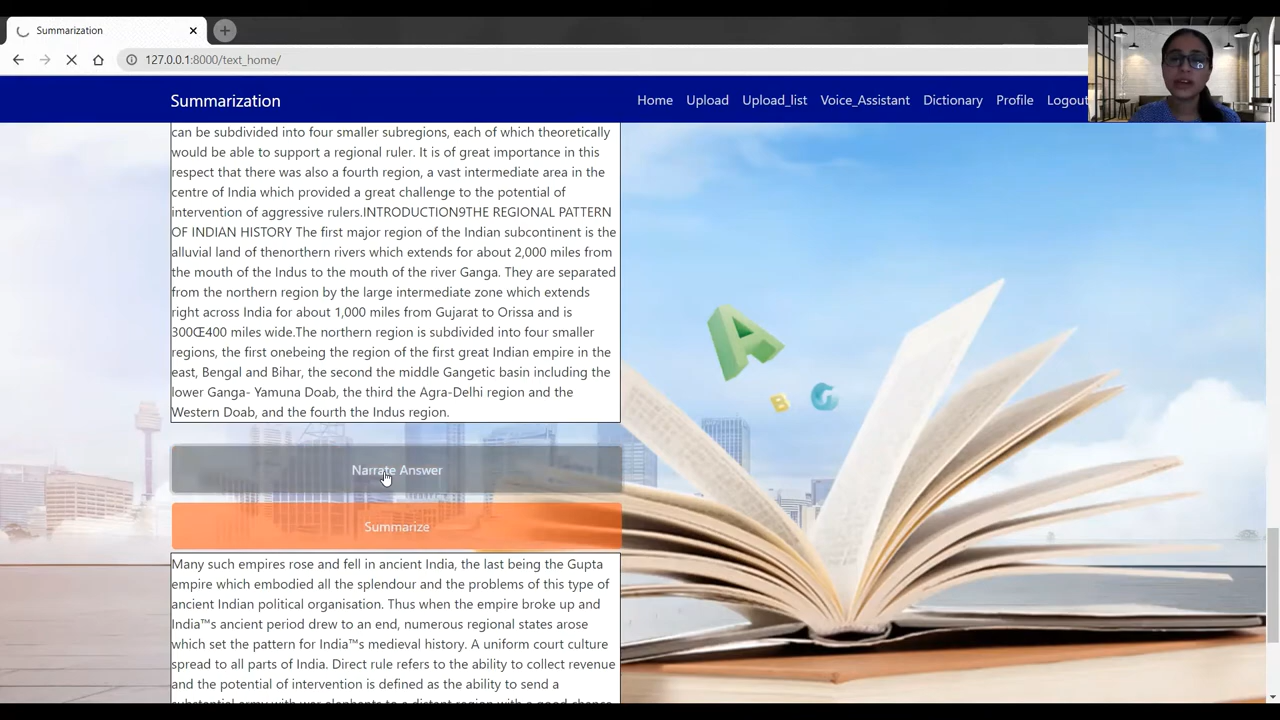 Summarization
127.0.0.1:8000/text_home/
Summarization
Home Upload Upload_list Voice_Assistant Dictionary Profile Logout
can be subdivided into four smaller subregions, each of which theoretically
would be able to support a regional ruler. It is of great importance in this
respect that there was also a fourth region, a vast intermediate area in the
centre of India which provided a great challenge to the potential of
intervention of aggressive rulers.INTRODUCTION9THE REGIONAL PATTERN
OF INDIAN HISTORY The first major region of the Indian subcontinent is the
alluvial land of thenorthern rivers which extends for about 2,000 miles from
the mouth of the Indus to the mouth of the river Ganga. They are separated
from the northern region by the large intermediate zone which extends
right across India for about 1,000 miles from Gujarat to Orissa and is
300Œ400 miles wide.The northern region is subdivided into four smaller
regions, the first onebeing the region of the first great Indian empire in the
east, Bengal and Bihar, the second the middle Gangetic basin including the
lower Ganga- Yamuna Doab, the third the Agra-Delhi region and the
Western Doab, and the fourth the Indus region.
Narrate Answer
Summarize
Many such empires rose and fell in ancient India, the last being the Gupta
empire which embodied all the splendour and the problems of this type of
ancient Indian political organisation. Thus when the empire broke up and
India™s ancient period drew to an end, numerous regional states arose
which set the pattern for India™s medieval history. A uniform court culture
spread to all parts of India. Direct rule refers to the ability to collect revenue
and the potential of intervention is defined as the ability to send a
substantial army with war elephants to a distant region with a good chance
A
B G